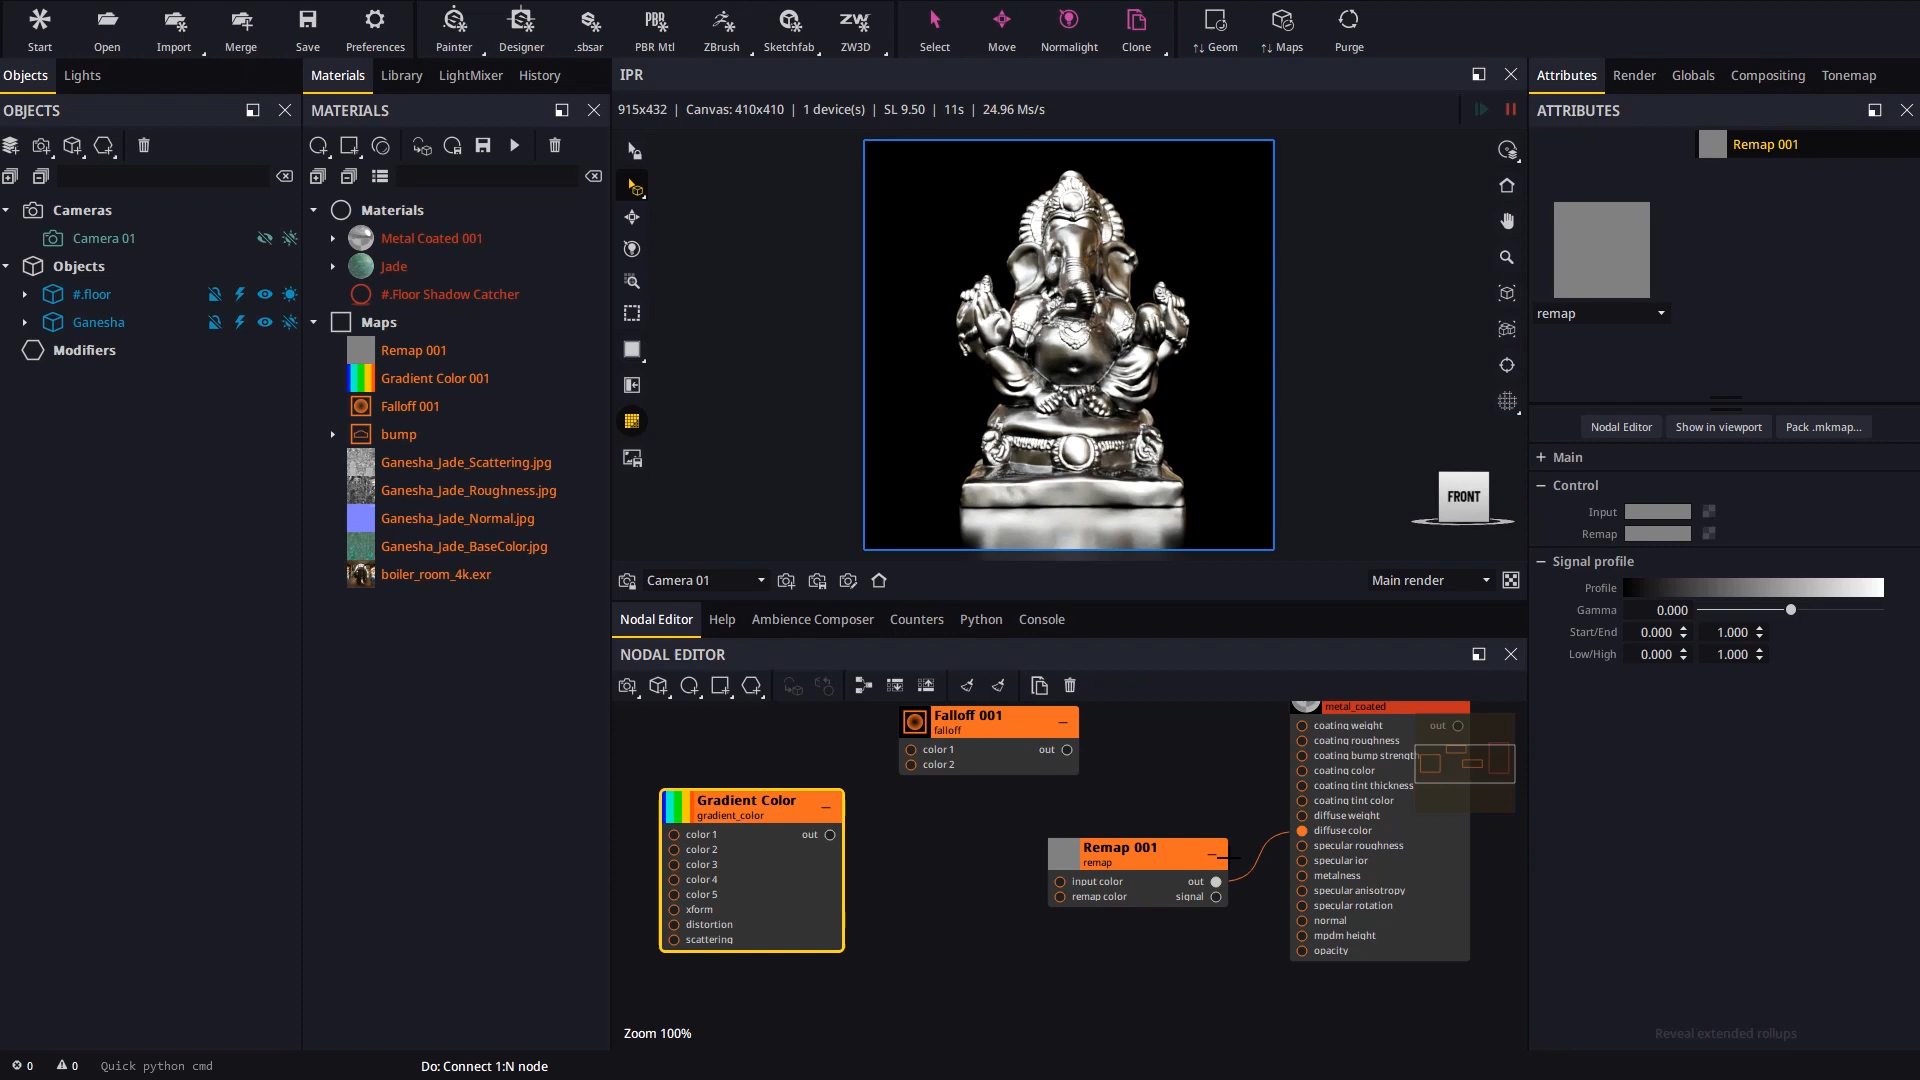 Start Open Import Merge Save Preferences Painter Designer .sbsar PBR Mtl ZBrush Sketchfab ZW3D Select Move Normalight Clone ↑↓ Geom ↑↓ Maps Purge
PBR
ZW
Objects Lights
OBJECTS
Cameras
Camera 01
Objects
#.floor
Ganesha
Modifiers
Materials Library LightMixer History
MATERIALS
Materials
Metal Coated 001
Jade
#.Floor Shadow Catcher
Maps
Remap 001
Gradient Color 001
Falloff 001
bump
Ganesha_Jade_Scattering.jpg
Ganesha_Jade_Roughness.jpg
Ganesha_Jade_Normal.jpg
Ganesha_Jade_BaseColor.jpg
boiler_room_4k.exr
IPR
915x432 | Canvas: 410x410 | 1 device(s) | SL 9.50 | 11s | 24.96 Ms/s
FRONT
Camera 01
Main render
Nodal Editor Help Ambience Composer Counters Python Console
NODAL EDITOR
Falloff 001
falloff
color 1 out
color 2
Gradient Color
gradient_color
color 1 out
color 2
color 3
color 4
color 5
xform
distortion
scattering
Remap 001
remap
input color out
remap color signal
metal_coated
coating weight out
coating roughness
coating bump strength
coating color
coating tint thickness
coating tint color
diffuse weight
diffuse color
specular roughness
specular ior
metalness
specular anisotropy
specular rotation
normal
mpdm height
opacity
Zoom 100%
Attributes Render Globals Compositing Tonemap
ATTRIBUTES
Remap 001
remap
Nodal Editor Show in viewport Pack .mkmap...
Main
Control
Input
Remap
Signal profile
Profile
Gamma 0.000
Start/End 0.000 1.000
Low/High 0.000 1.000
Reveal extended rollups
0 0 Quick python cmd Do: Connect 1:N node